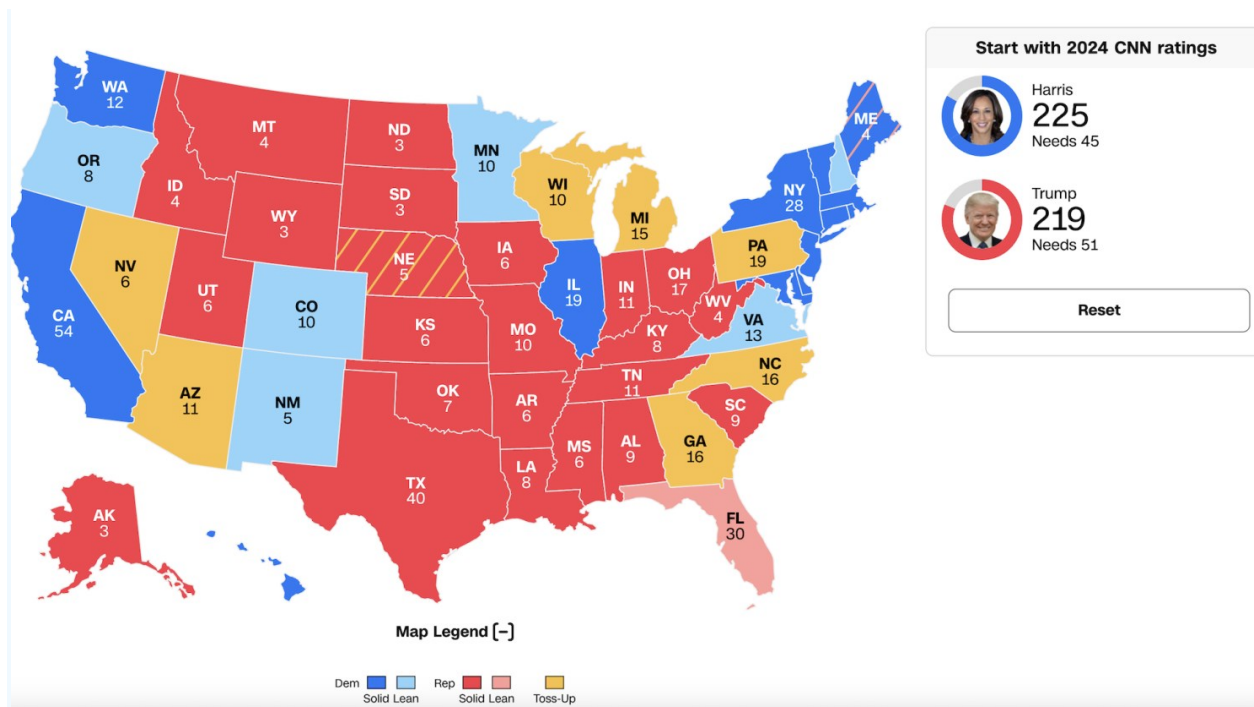 Start with 2024 CNN ratings
Harris
225
Needs 45
Trump
219
Needs 51
Reset
WA
12
OR
8
CA
54
NV
6
ID
4
MT
4
WY
3
UT
6
AZ
11
CO
10
NM
5
ND
3
SD
3
NE
5
KS
6
OK
7
TX
40
MN
10
IA
6
MO
10
AR
6
LA
8
WI
10
IL
19
MI
15
IN
11
OH
17
KY
8
TN
11
MS
6
AL
9
GA
16
FL
30
SC
9
NC
16
VA
13
WV
4
PA
19
NY
28
ME
4
AK
3
Map Legend [–]
Dem Rep
Solid Lean Solid Lean Toss-Up